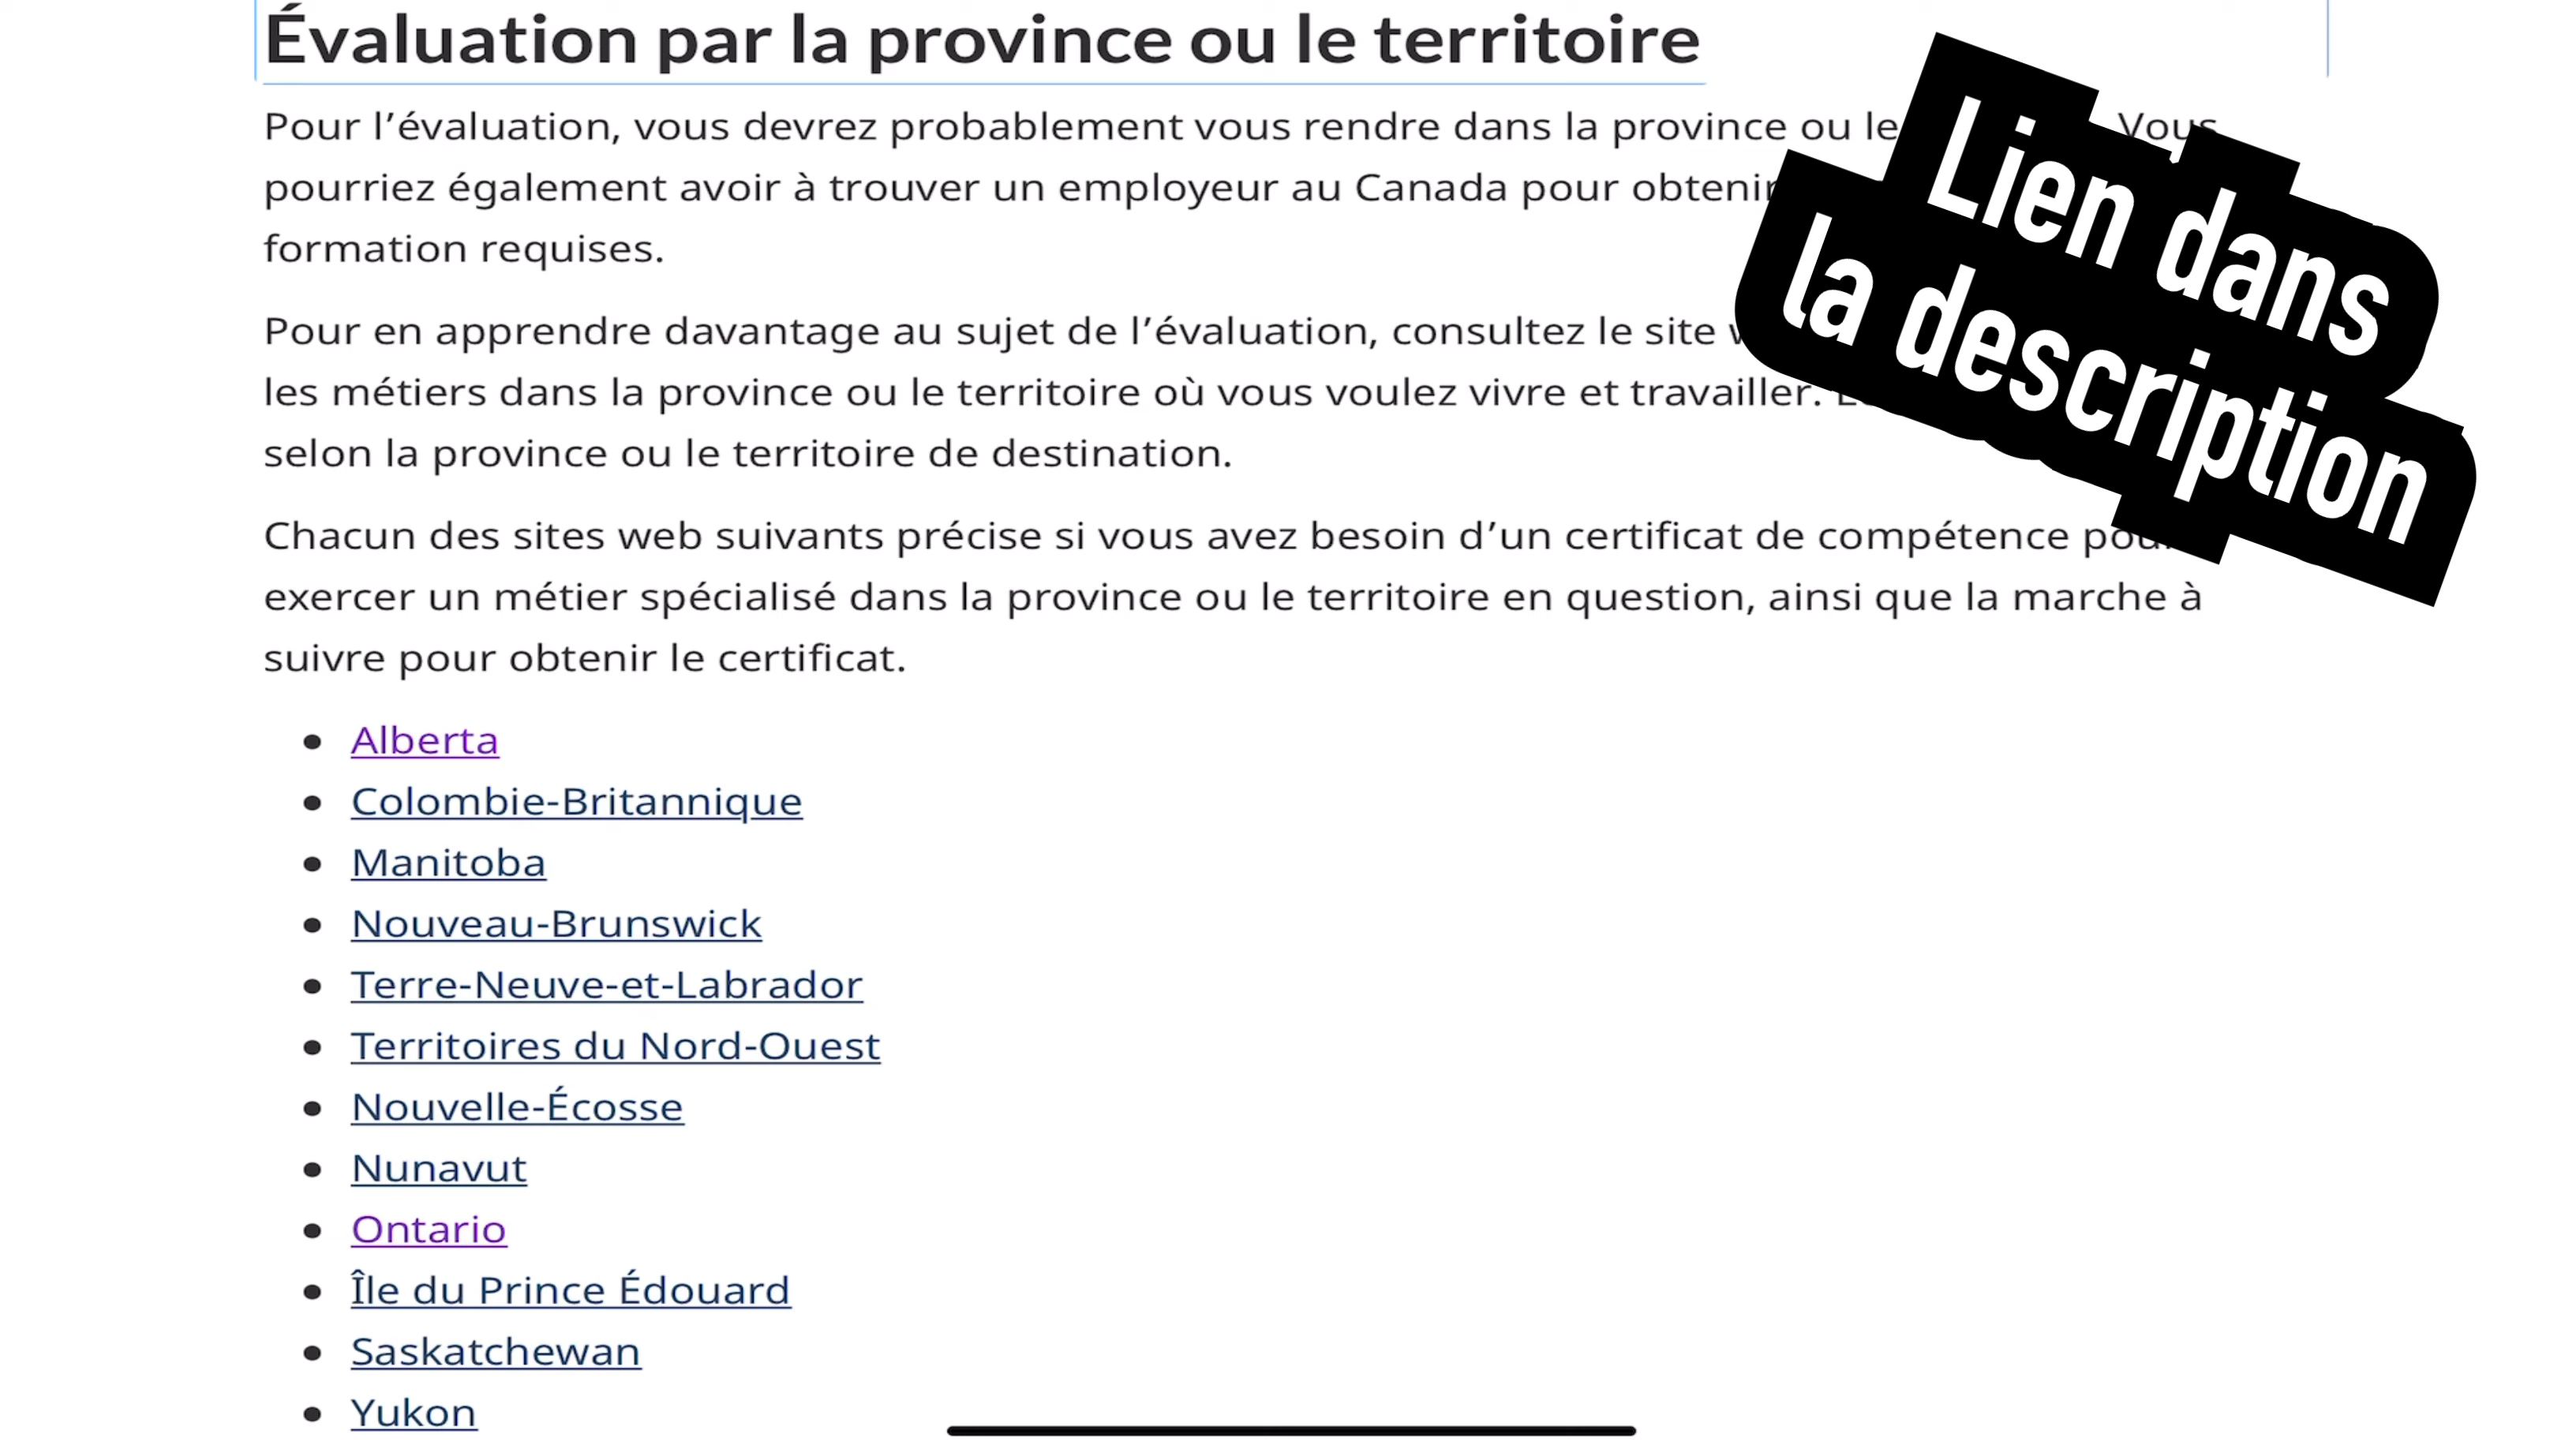 Évaluation par la province ou le territoire
Pour l’évaluation, vous devrez probablement vous rendre dans la province ou le Vous
pourriez également avoir à trouver un employeur au Canada pour obtenir
formation requises.
Pour en apprendre davantage au sujet de l’évaluation, consultez le site
les métiers dans la province ou le territoire où vous voulez vivre et travailler.
selon la province ou le territoire de destination.
Chacun des sites web suivants précise si vous avez besoin d’un certificat de compétence pour
exercer un métier spécialisé dans la province ou le territoire en question, ainsi que la marche à
suivre pour obtenir le certificat.
Alberta
Colombie-Britannique
Manitoba
Nouveau-Brunswick
Terre-Neuve-et-Labrador
Territoires du Nord-Ouest
Nouvelle-Écosse
Nunavut
Ontario
Île du Prince Édouard
Saskatchewan
Yukon
Lien dans
la description